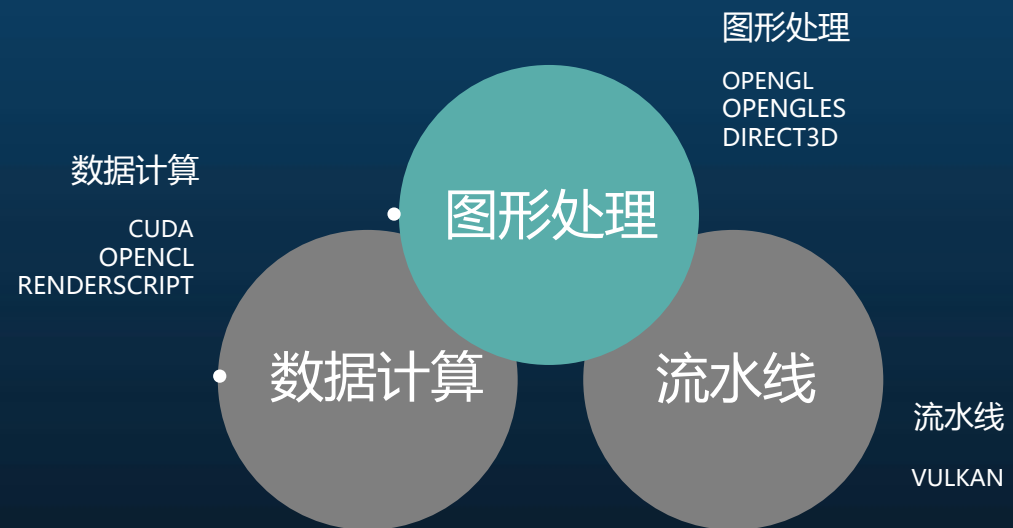 图形处理
OPENGL
OPENGLES
DIRECT3D
数据计算
CUDA
OPENCL
RENDERSCRIPT
图形处理
数据计算
流水线
流水线
VULKAN